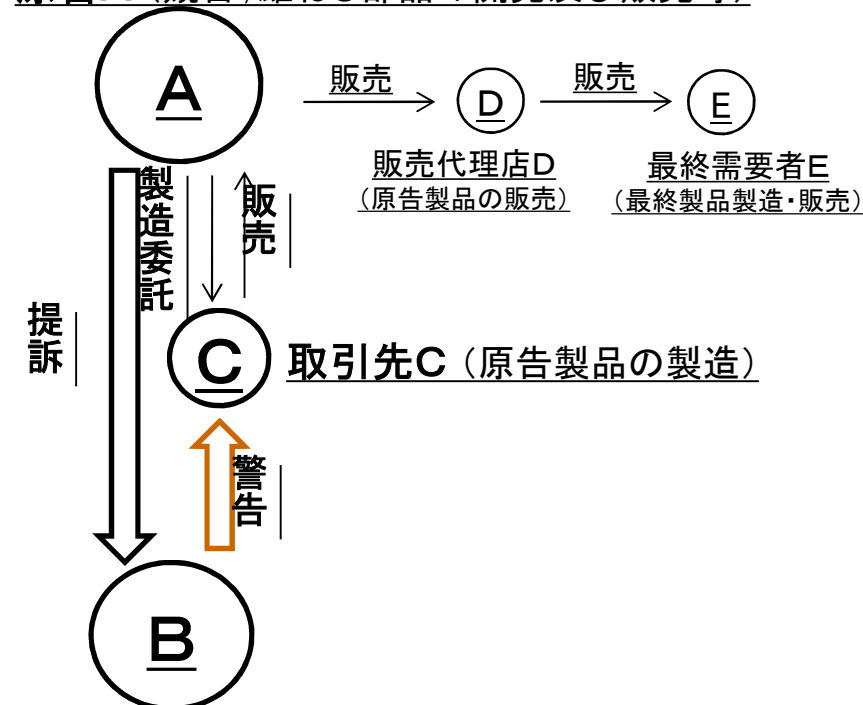 A
販売
D
販売
E
販売代理店D
(原告製品の販売)
最終需要者E
(最終製品製造・販売)
製造委託
販売
提訴
C
取引先C(原告製品の製造)
警告
B